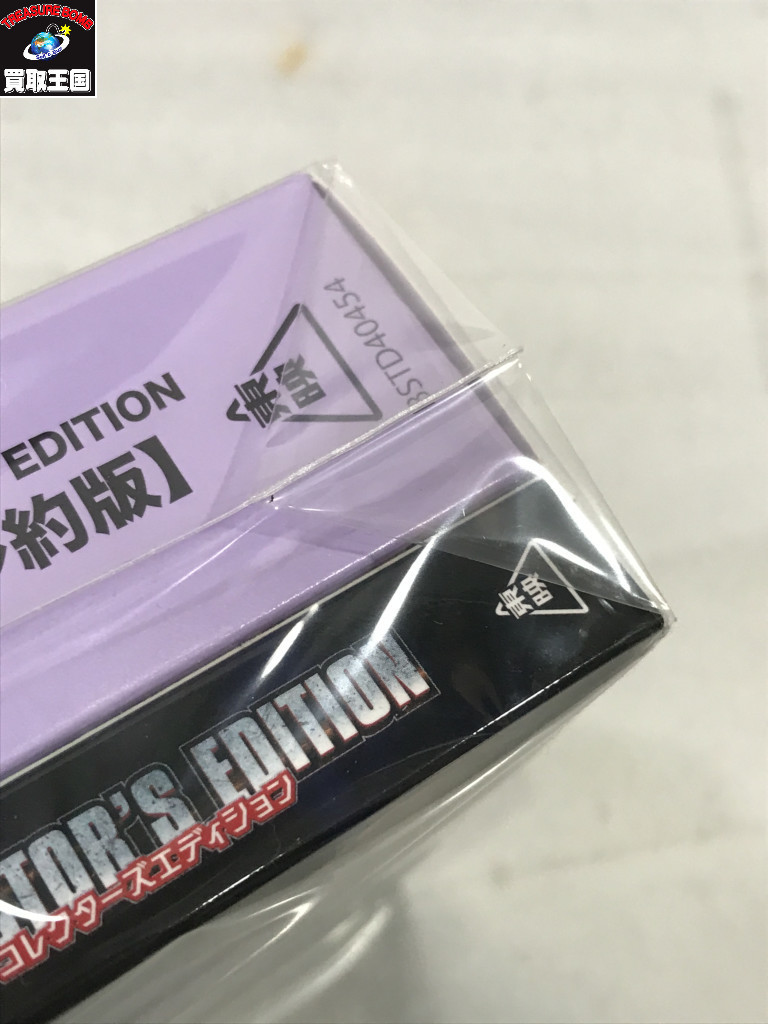 TREASURE BOMB
買取王国
BSTD40454
東映
EDITION
約版】
東映
TOR'S EDITION
コレクターズエディション